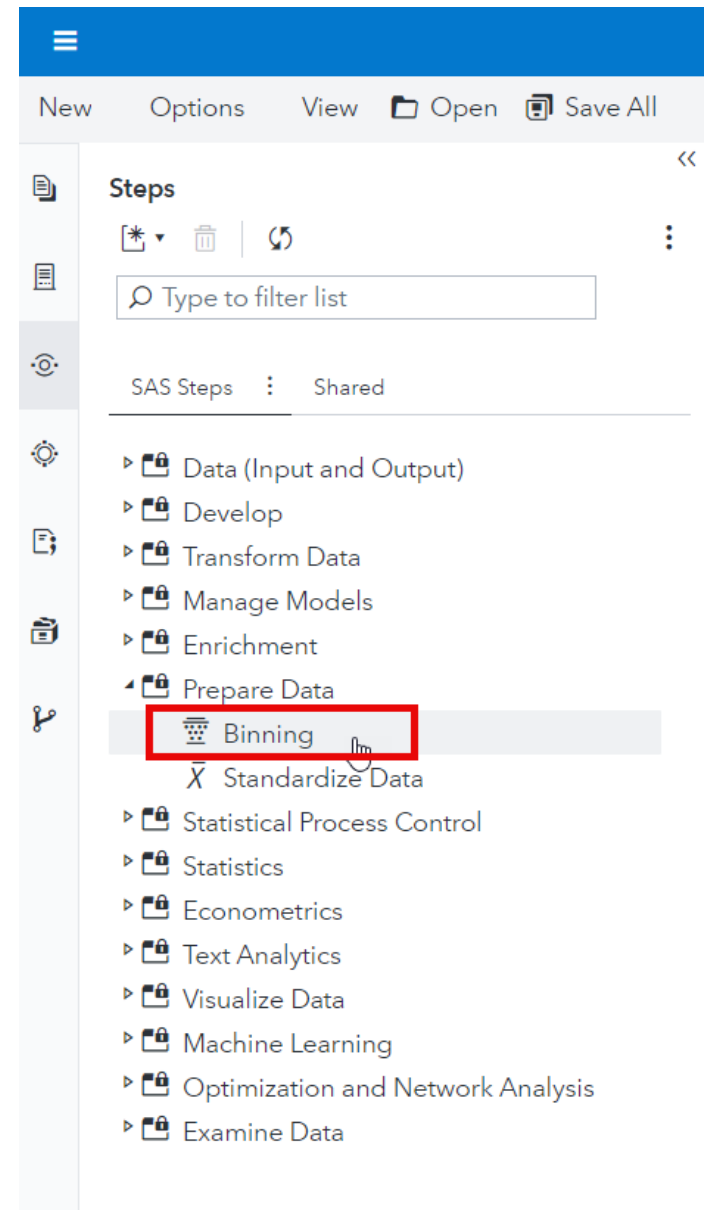 New Options View Open Save All
Steps
Type to filter list
SAS Steps Shared
Data (Input and Output)
Develop
Transform Data
Manage Models
Enrichment
Prepare Data
Binning
X̄ Standardize Data
Statistical Process Control
Statistics
Econometrics
Text Analytics
Visualize Data
Machine Learning
Optimization and Network Analysis
Examine Data